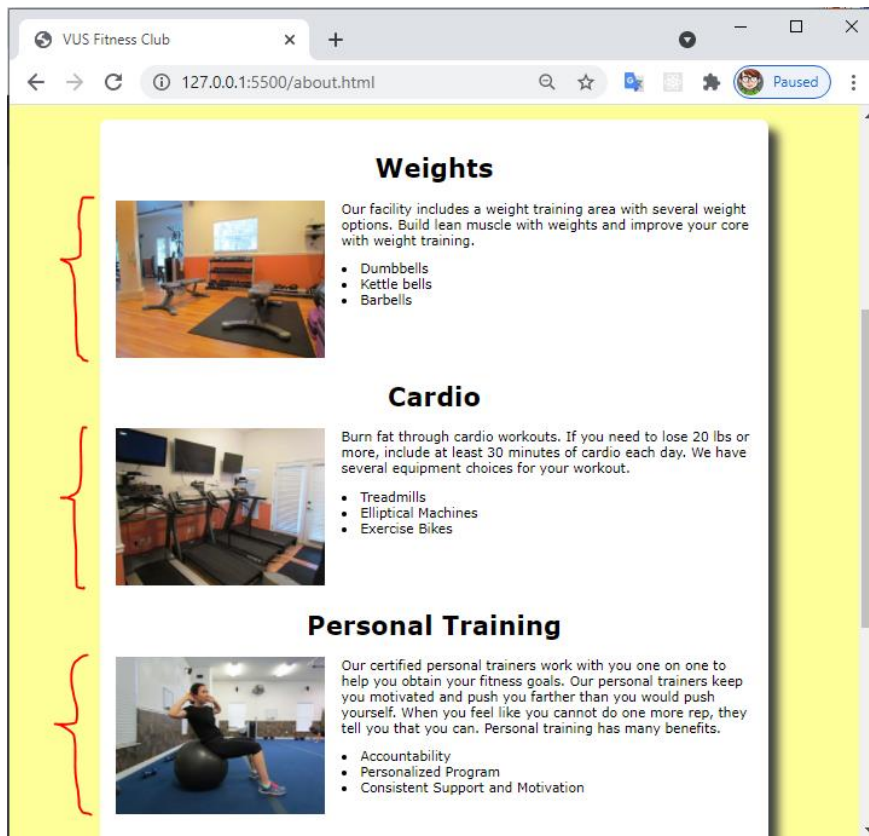 VUS Fitness Club
127.0.0.1:5500/about.html
Paused
Weights
Our facility includes a weight training area with several weight
options. Build lean muscle with weights and improve your core
with weight training.
Dumbbells
Kettle bells
Barbells
Cardio
Burn fat through cardio workouts. If you need to lose 20 lbs or
more, include at least 30 minutes of cardio each day. We have
several equipment choices for your workout.
Treadmills
Elliptical Machines
Exercise Bikes
Personal Training
Our certified personal trainers work with you one on one to
help you obtain your fitness goals. Our personal trainers keep
you motivated and push you farther than you would push
yourself. When you feel like you cannot do one more rep, they
tell you that you can. Personal training has many benefits.
Accountability
Personalized Program
Consistent Support and Motivation